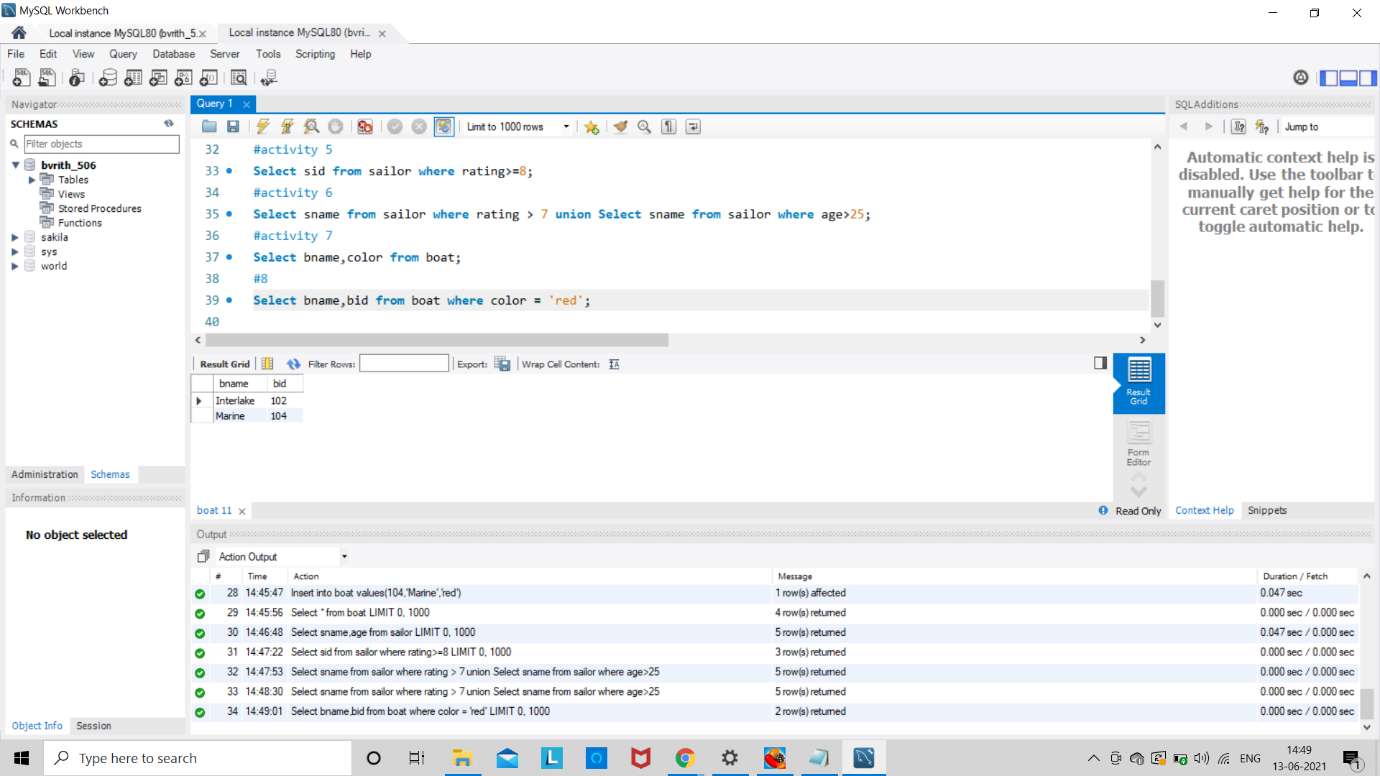 MySQL Workbench
Local instance MySQL80 (bvrith_5.× Local instance MySQL80 (bvri... ×
File Edit View Query Database Server Tools Scripting Help
Navigator Query 1 × SQLAdditions
SCHEMAS Limit to 1000 rows Jump to
Filter objects
bvrith_506
Tables
Views
Stored Procedures
Functions
sakila
sys
world
32 #activity 5
33 Select sid from sailor where rating>=8;
34 #activity 6
35 Select sname from sailor where rating > 7 union Select sname from sailor where age>25;
36 #activity 7
37 Select bname,color from boat;
38 #8
39 Select bname,bid from boat where color = 'red';
40
Automatic context help is
disabled. Use the toolbar
manually get help for the
current caret position or
toggle automatic help.
Result Grid Filter Rows: Export: Wrap Cell Content:
bname bid
Interlake 102
Marine 104
Result
Grid
Form
Editor
Administration Schemas
Information
No object selected
boat 11 × Read Only Context Help Snippets
Output
Action Output
# Time Action Message Duration / Fetch
28 14:45:47 Insert into boat values(104,'Marine','red') 1 row(s) affected 0.047 sec
29 14:45:56 Select * from boat LIMIT 0, 1000 4 row(s) returned 0.000 sec / 0.000 sec
30 14:46:48 Select sname,age from sailor LIMIT 0, 1000 5 row(s) returned 0.047 sec / 0.000 sec
31 14:47:22 Select sid from sailor where rating>=8 LIMIT 0, 1000 3 row(s) returned 0.000 sec / 0.000 sec
32 14:47:53 Select sname from sailor where rating > 7 union Select sname from sailor where age>25 5 row(s) returned 0.000 sec / 0.000 sec
33 14:48:30 Select sname from sailor where rating > 7 union Select sname from sailor where age>25 5 row(s) returned 0.000 sec / 0.000 sec
34 14:49:01 Select bname,bid from boat where color = 'red' LIMIT 0, 1000 2 row(s) returned 0.000 sec / 0.000 sec
Object Info Session
Type here to search
ENG
14:49
13-06-2021
1